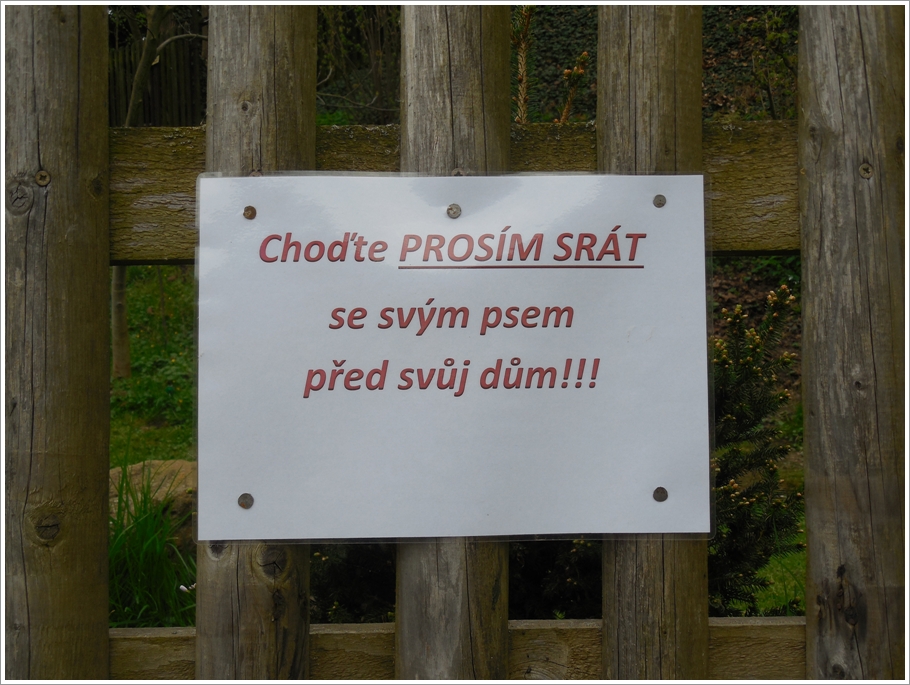 Choďte PROSÍM SRÁT
se svým psem
před svůj dům!!!